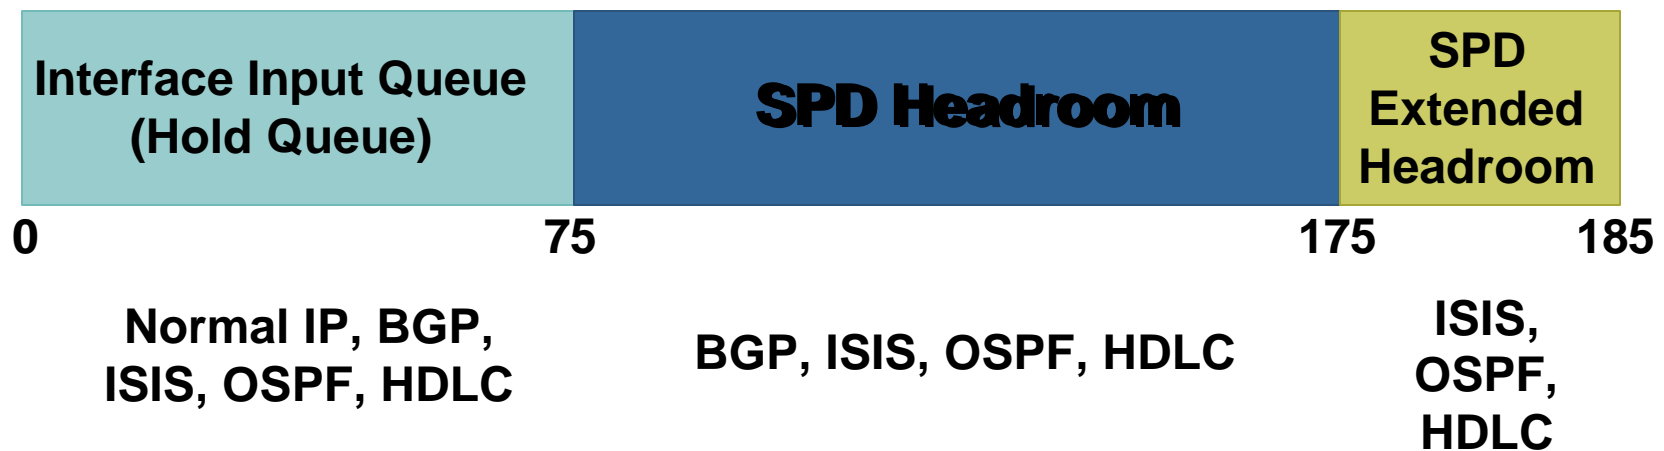 Interface Input Queue
(Hold Queue)
SPD Headroom
SPD
Extended
Headroom
0
75
175
185
Normal IP, BGP,
ISIS, OSPF, HDLC
BGP, ISIS, OSPF, HDLC
ISIS,
OSPF,
HDLC